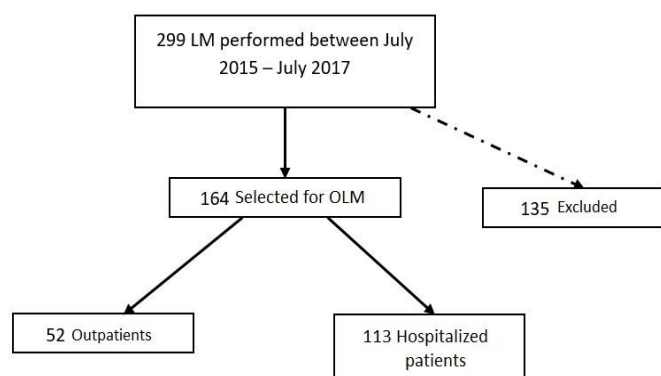 299 LM performed between July
2015 – July 2017
164 Selected for OLM
135 Excluded
52 Outpatients
113 Hospitalized
patients